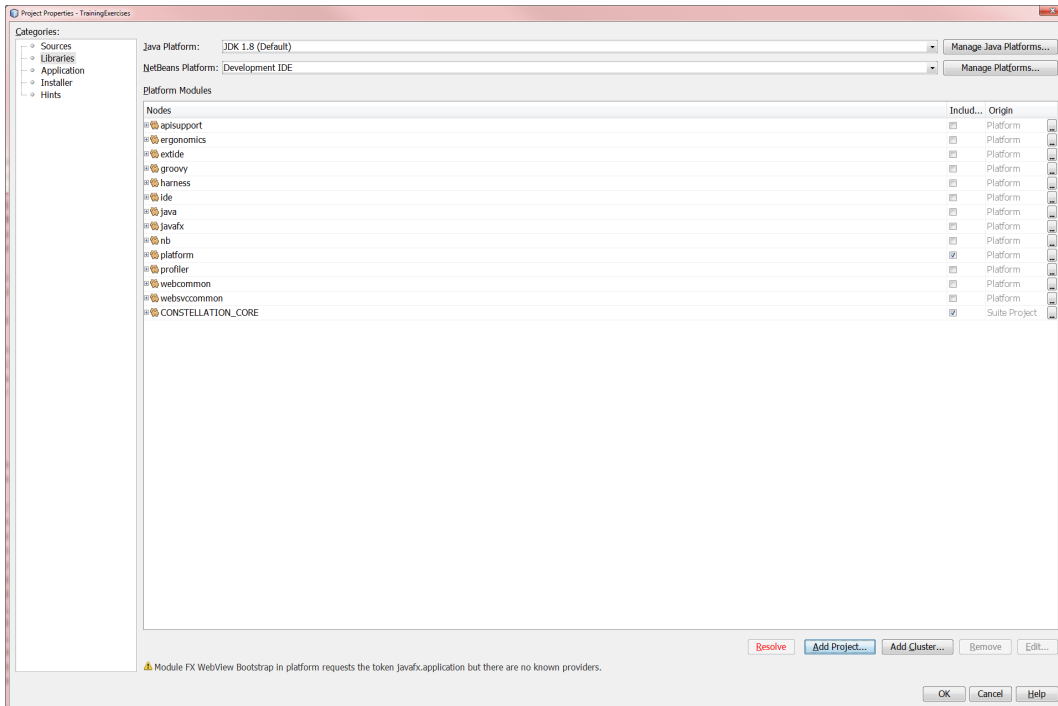 Project Properties - TrainingExercises
Categories:
Sources
Libraries
Application
Installer
Hints
Java Platform: JDK 1.8 (Default) Manage Java Platforms...
NetBeans Platform: Development IDE Manage Platforms...
Platform Modules
Nodes Includ... Origin
apisupport Platform ...
ergonomics Platform ...
extide Platform ...
groovy Platform ...
harness Platform ...
ide Platform ...
java Platform ...
javafx Platform ...
nb Platform ...
platform Platform ...
profiler Platform ...
webcommon Platform ...
websvccommon Platform ...
CONSTELLATION_CORE Suite Project ...
Resolve Add Project... Add Cluster... Remove Edit...
Module FX WebView Bootstrap in platform requests the token javafx.application but there are no known providers.
OK Cancel Help